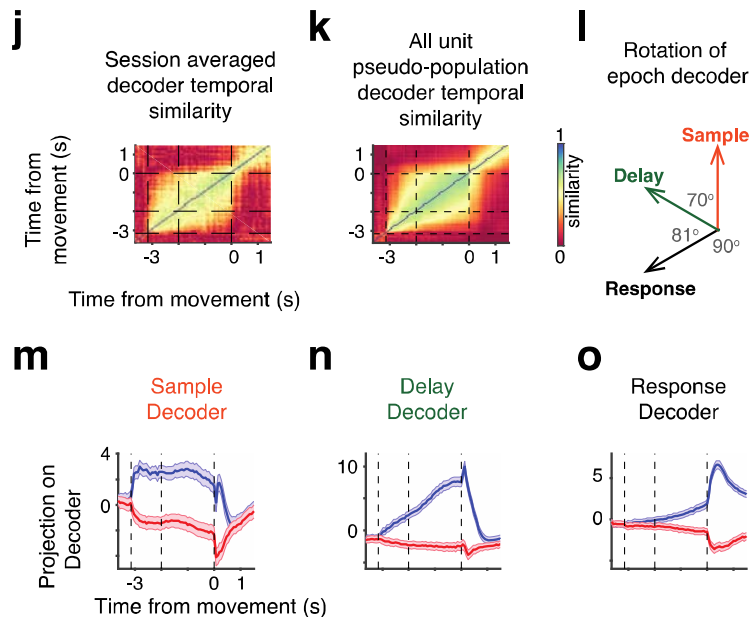 j
Session averaged
decoder temporal
similarity
k
All unit
pseudo-population
decoder temporal
similarity
l
Rotation of
epoch decoder
Time from
movement (s)
1
0
-3
-3
0
1
Time from movement (s)
1
0
-3
-3
0
1
1
similarity
0
Sample
Delay
70°
81°
90°
Response
m
Sample
Decoder
n
Delay
Decoder
o
Response
Decoder
Projection on
Decoder
4
0
-3
0
1
Time from movement (s)
10
0
5
0